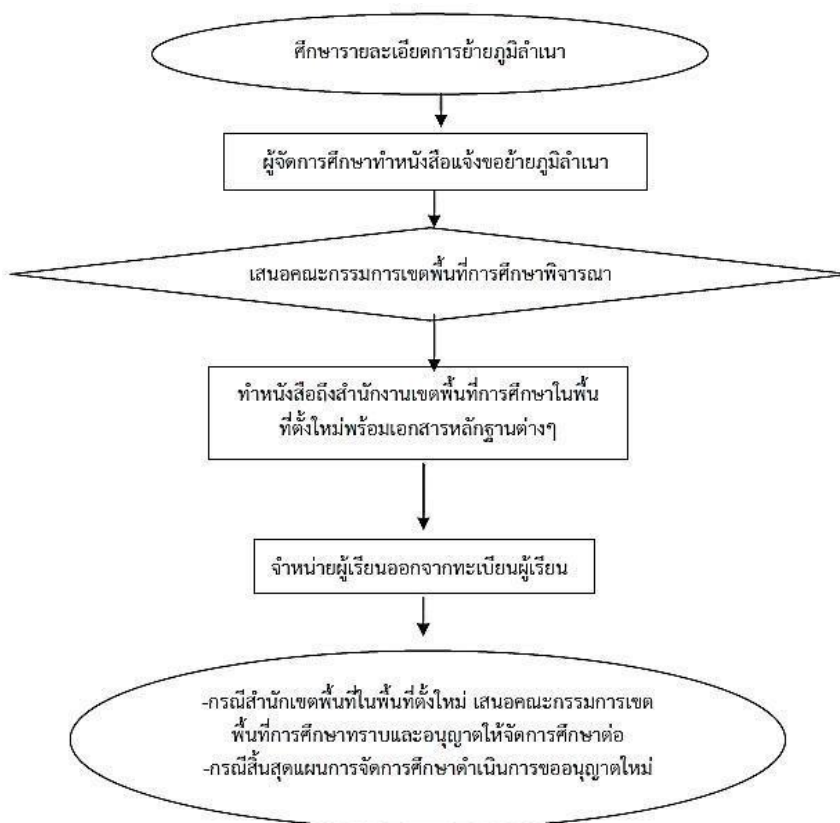 ศึกษารายละเอียดการย้ายภูมิลำเนา
ผู้จัดการศึกษาทำหนังสือแจ้งขอย้ายภูมิลำเนา
เสนอคณะกรรมการเขตพื้นที่การศึกษาพิจารณา
ทำหนังสือถึงสำนักงานเขตพื้นที่การศึกษาในพื้น
ที่ตั้งใหม่พร้อมเอกสารหลักฐานต่างๆ
จำหน่ายผู้เรียนออกจากทะเบียนผู้เรียน
-กรณีสำนักเขตพื้นที่ในพื้นที่ตั้งใหม่ เสนอคณะกรรมการเขต
พื้นที่การศึกษาทราบและอนุญาตให้จัดการศึกษาต่อ
-กรณีสิ้นสุดแผนการจัดการศึกษาดำเนินการขออนุญาตใหม่